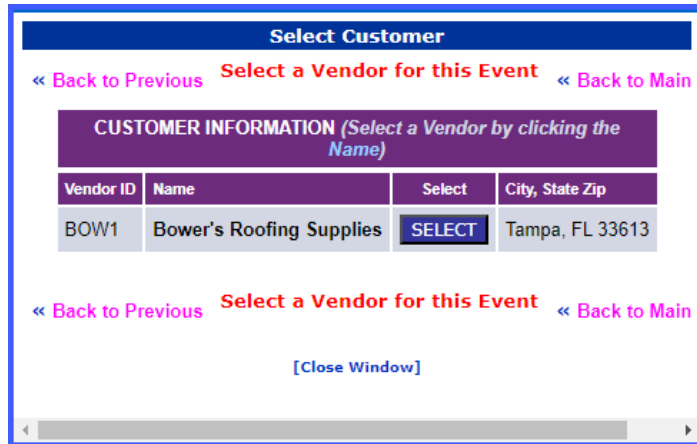 Select Customer
« Back to Previous Select a Vendor for this Event « Back to Main
CUSTOMER INFORMATION (Select a Vendor by clicking the
Name)
Vendor ID Name Select City, State Zip
BOW1 Bower's Roofing Supplies SELECT Tampa, FL 33613
« Back to Previous Select a Vendor for this Event « Back to Main
[Close Window]